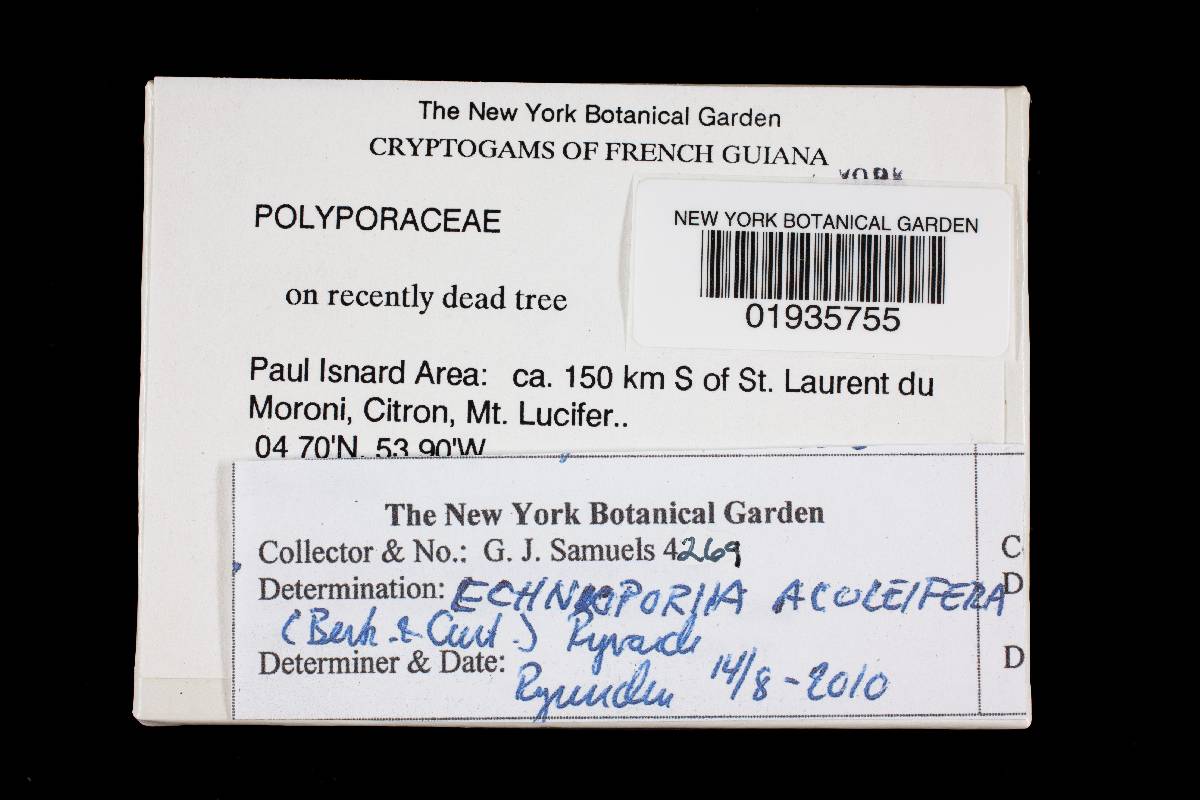 The New York Botanical Garden
CRYPTOGAMS OF FRENCH GUIANA
YORK
POLYPORACEAE
NEW YORK BOTANICAL GARDEN
01935755
on recently dead tree
Paul Isnard Area: ca. 150 km S of St. Laurent du
Moroni, Citron, Mt. Lucifer..
04 70'N, 53 90'W
The New York Botanical Garden
Collector & No.: G. J. Samuels 4269
C
Determination: ECHNOPORIA ACULEIFERA
D
(Berk & Curt.) Ryvarden
Determiner & Date:
D
Ryvarden 14/8-2010